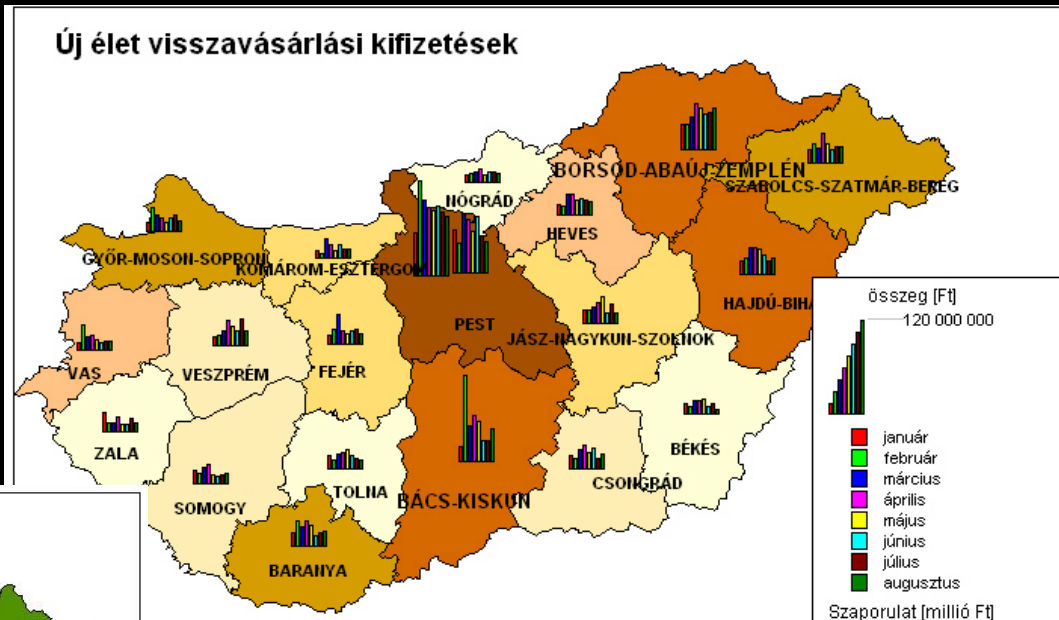 Új élet visszavásárlási kifizetések
BORSOD-ABAÚJ-ZEMPLÉN
SZABOLCS-SZATMÁR-BEREG
NÓGRÁD
HEVES
GYŐR-MOSON-SOPRON
KOMÁROM-ESZTERGOM
HAJDÚ-BIHA
PEST
JÁSZ-NAGYKUN-SZOLNOK
VAS
VESZPRÉM
FEJÉR
ZALA
BÉKÉS
SOMOGY
TOLNA
BÁCS-KISKUN
CSONGRÁD
BARANYA
összeg [Ft]
120 000 000
január
február
március
április
május
június
július
augusztus
Szaporulat [millió Ft]